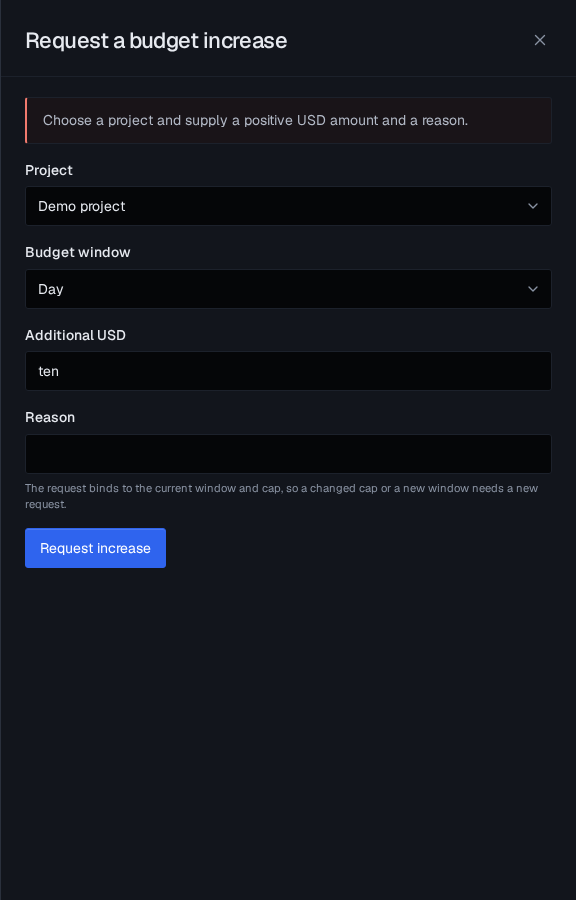 Request a budget increase
Choose a project and supply a positive USD amount and a reason.
Project
Demo project
Budget window
Day
Additional USD
ten
Reason
The request binds to the current window and cap, so a changed cap or a new window needs a new
request.
Request increase